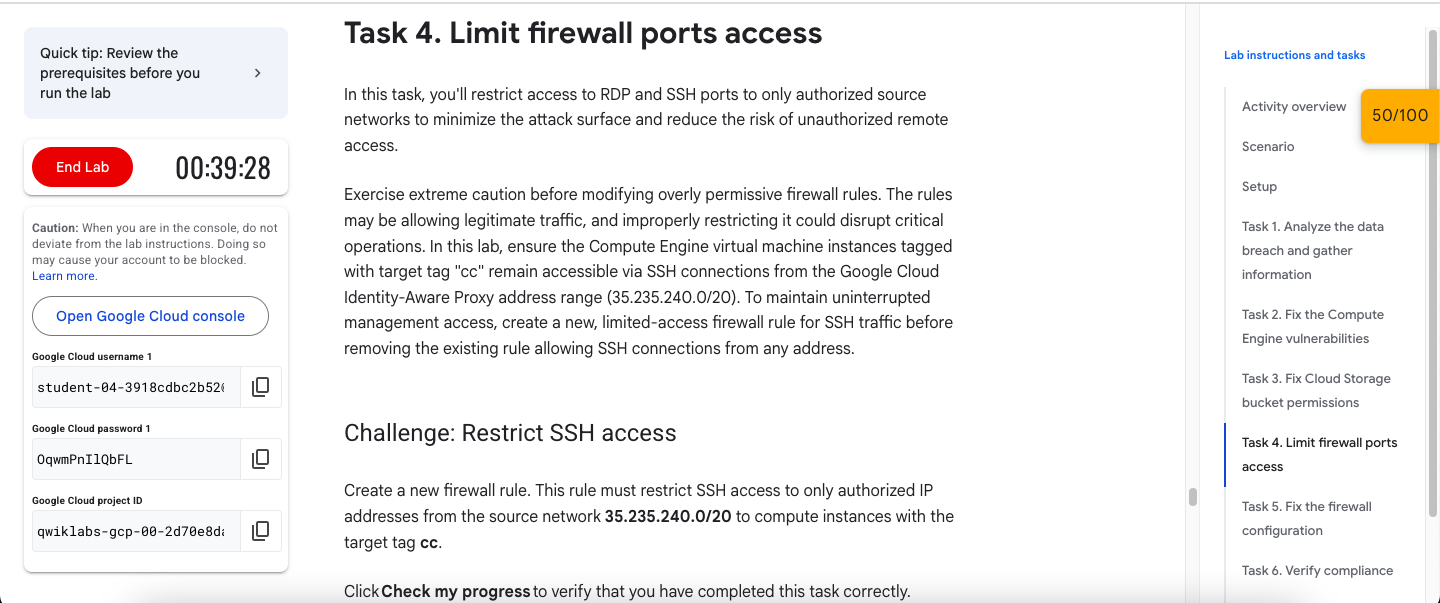 Quick tip: Review the
prerequisites before you
run the lab
End Lab
00:39:28
Caution: When you are in the console, do not
deviate from the lab instructions. Doing so
may cause your account to be blocked.
Learn more.
Open Google Cloud console
Google Cloud username 1
student-04-3918cdbc2b520
Google Cloud password 1
OqwmPnIlQbFL
Google Cloud project ID
qwiklabs-gcp-00-2d70e8da
Task 4. Limit firewall ports access
In this task, you'll restrict access to RDP and SSH ports to only authorized source
networks to minimize the attack surface and reduce the risk of unauthorized remote
access.
Exercise extreme caution before modifying overly permissive firewall rules. The rules
may be allowing legitimate traffic, and improperly restricting it could disrupt critical
operations. In this lab, ensure the Compute Engine virtual machine instances tagged
with target tag "cc" remain accessible via SSH connections from the Google Cloud
Identity-Aware Proxy address range (35.235.240.0/20). To maintain uninterrupted
management access, create a new, limited-access firewall rule for SSH traffic before
removing the existing rule allowing SSH connections from any address.
Challenge: Restrict SSH access
Create a new firewall rule. This rule must restrict SSH access to only authorized IP
addresses from the source network 35.235.240.0/20 to compute instances with the
target tag cc.
Click Check my progress to verify that you have completed this task correctly.
Lab instructions and tasks
Activity overview
50/100
Scenario
Setup
Task 1. Analyze the data
breach and gather
information
Task 2. Fix the Compute
Engine vulnerabilities
Task 3. Fix Cloud Storage
bucket permissions
Task 4. Limit firewall ports
access
Task 5. Fix the firewall
configuration
Task 6. Verify compliance